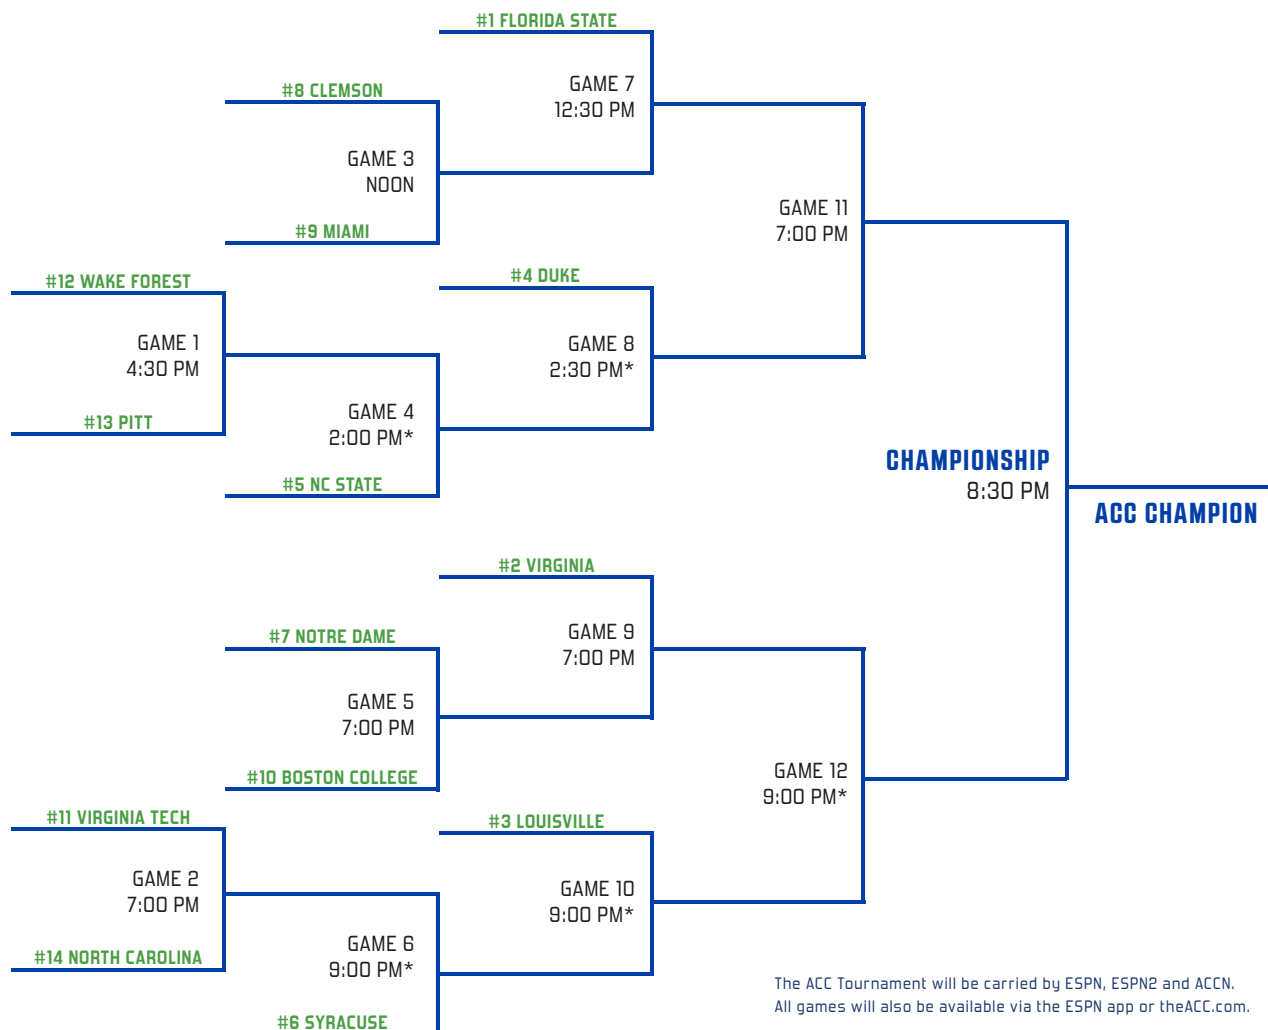 #1 FLORIDA STATE
GAME 7
12:30 PM
#8 CLEMSON
GAME 3
NOON
#9 MIAMI
GAME 11
7:00 PM
#12 WAKE FOREST
GAME 1
4:30 PM
#13 PITT
#4 DUKE
GAME 8
2:30 PM*
GAME 4
2:00 PM*
#5 NC STATE
CHAMPIONSHIP
8:30 PM
ACC CHAMPION
#2 VIRGINIA
GAME 9
7:00 PM
#7 NOTRE DAME
GAME 5
7:00 PM
#10 BOSTON COLLEGE
GAME 12
9:00 PM*
#11 VIRGINIA TECH
GAME 2
7:00 PM
#14 NORTH CAROLINA
#3 LOUISVILLE
GAME 10
9:00 PM*
GAME 6
9:00 PM*
#6 SYRACUSE
The ACC Tournament will be carried by ESPN, ESPN2 and ACCN.
All games will also be available via the ESPN app or theACC.com.